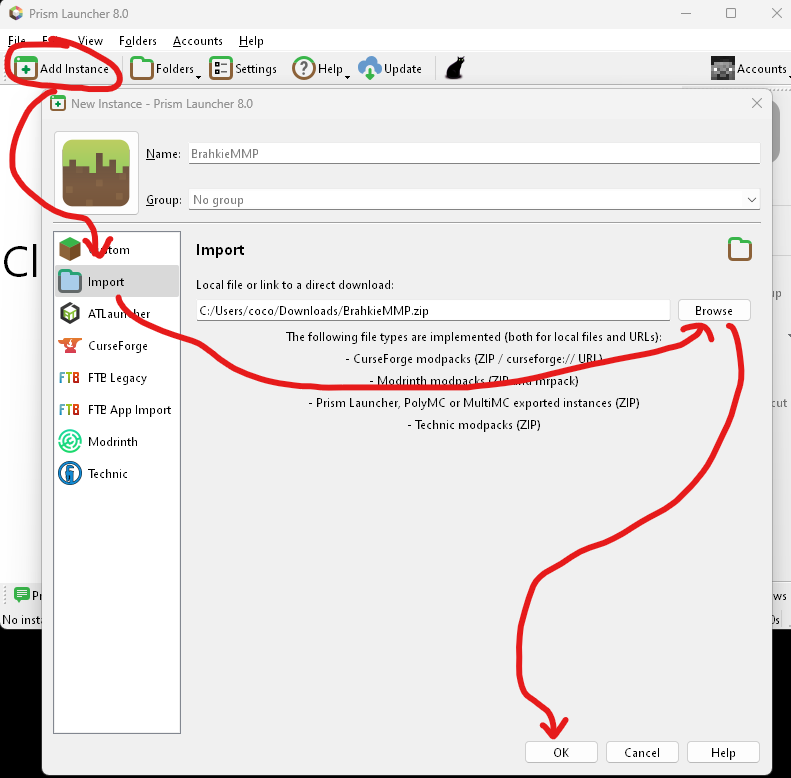 Prism Launcher 8.0
File View Folders Accounts Help
Add Instance Folders Settings Help Update Accounts
New Instance - Prism Launcher 8.0
Name: BrahkieMMP
Group: No group
Cl
Import
Import
Local file or link to a direct download:
C:/Users/coco/Downloads/BrahkieMMP.zip Browse
The following file types are implemented (both for local files and URLs):
- CurseForge modpacks (ZIP / curseforge:// URL)
- Modrinth modpacks (ZIP and mrpack)
- Prism Launcher, PolyMC or MultiMC exported instances (ZIP)
- Technic modpacks (ZIP)
ATLauncher
CurseForge
FTB Legacy
FTB App Import
Modrinth
Technic
No inst
OK Cancel Help